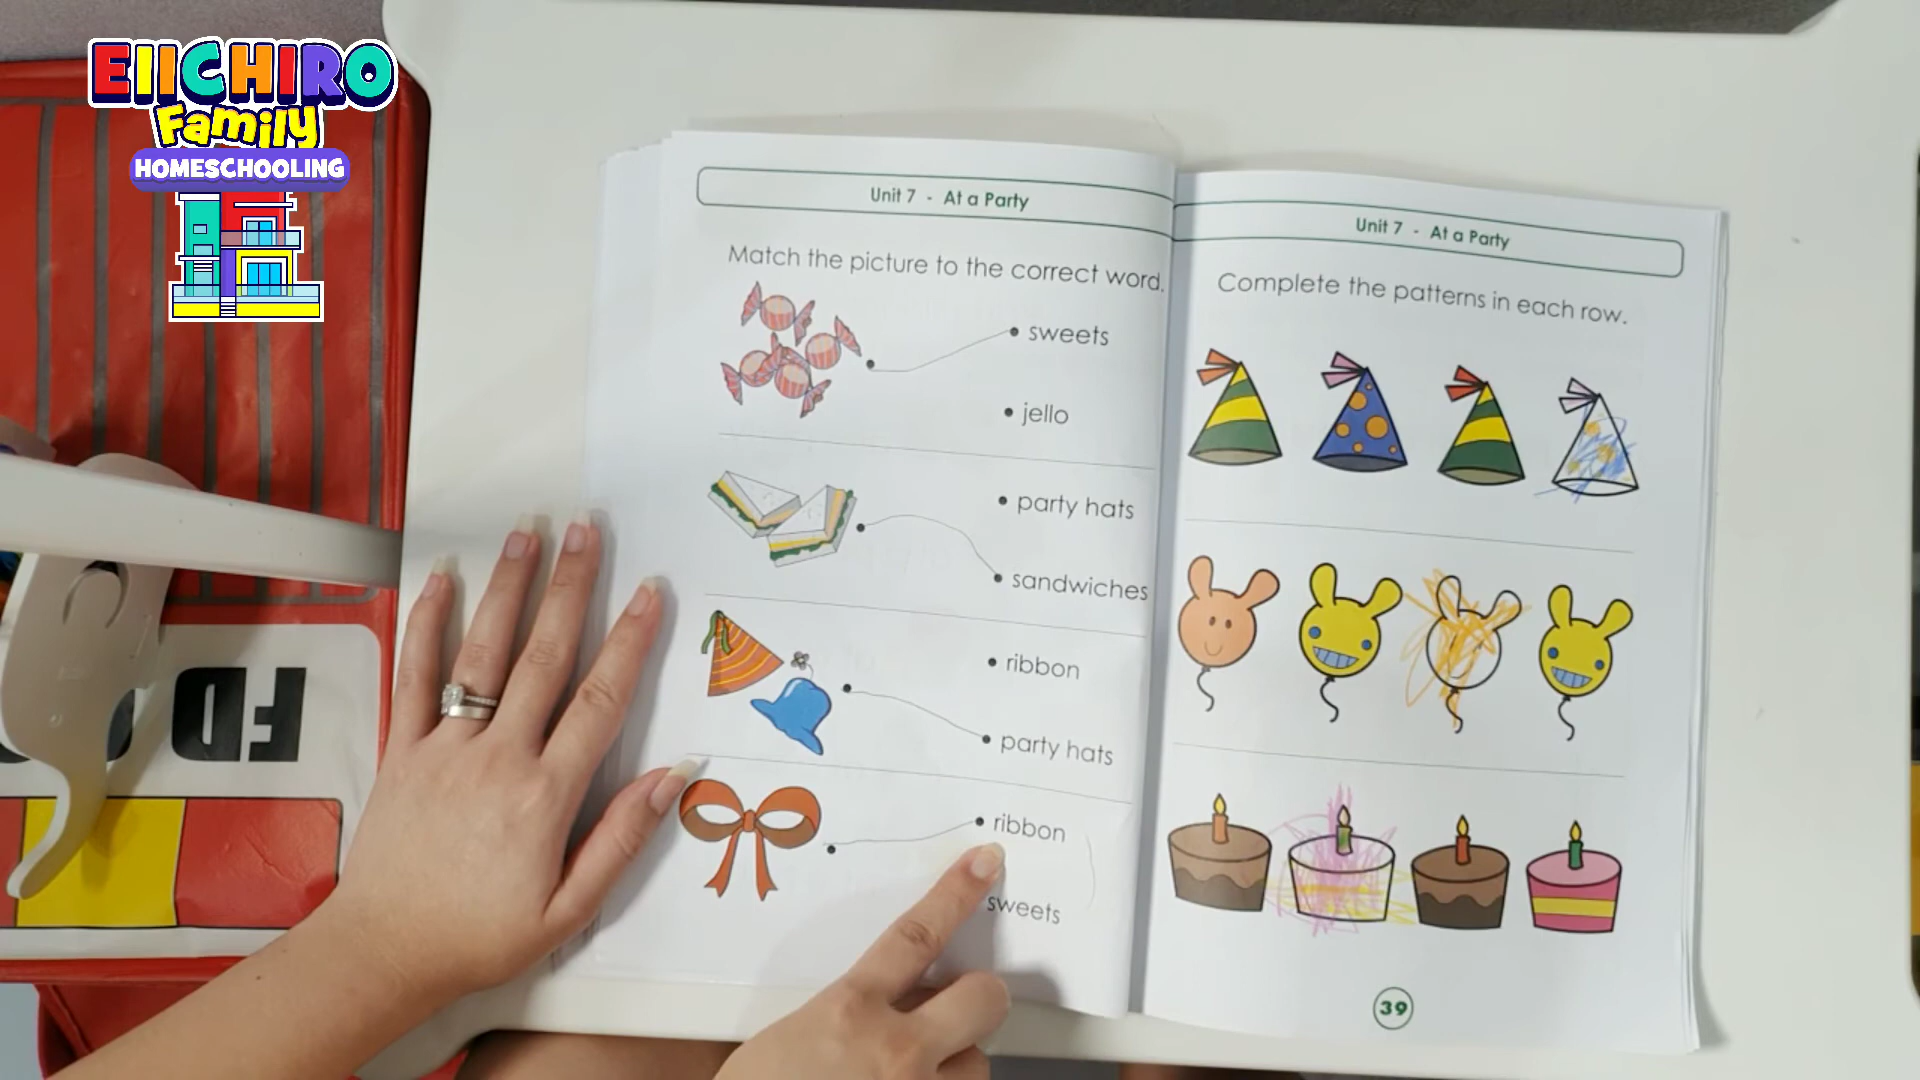 EIICHIRO
Family
HOMESCHOOLING
Unit 7 - At a Party
Match the picture to the correct word.
sweets
jello
party hats
sandwiches
ribbon
party hats
ribbon
sweets
Unit 7 - At a Party
Complete the patterns in each row.
39